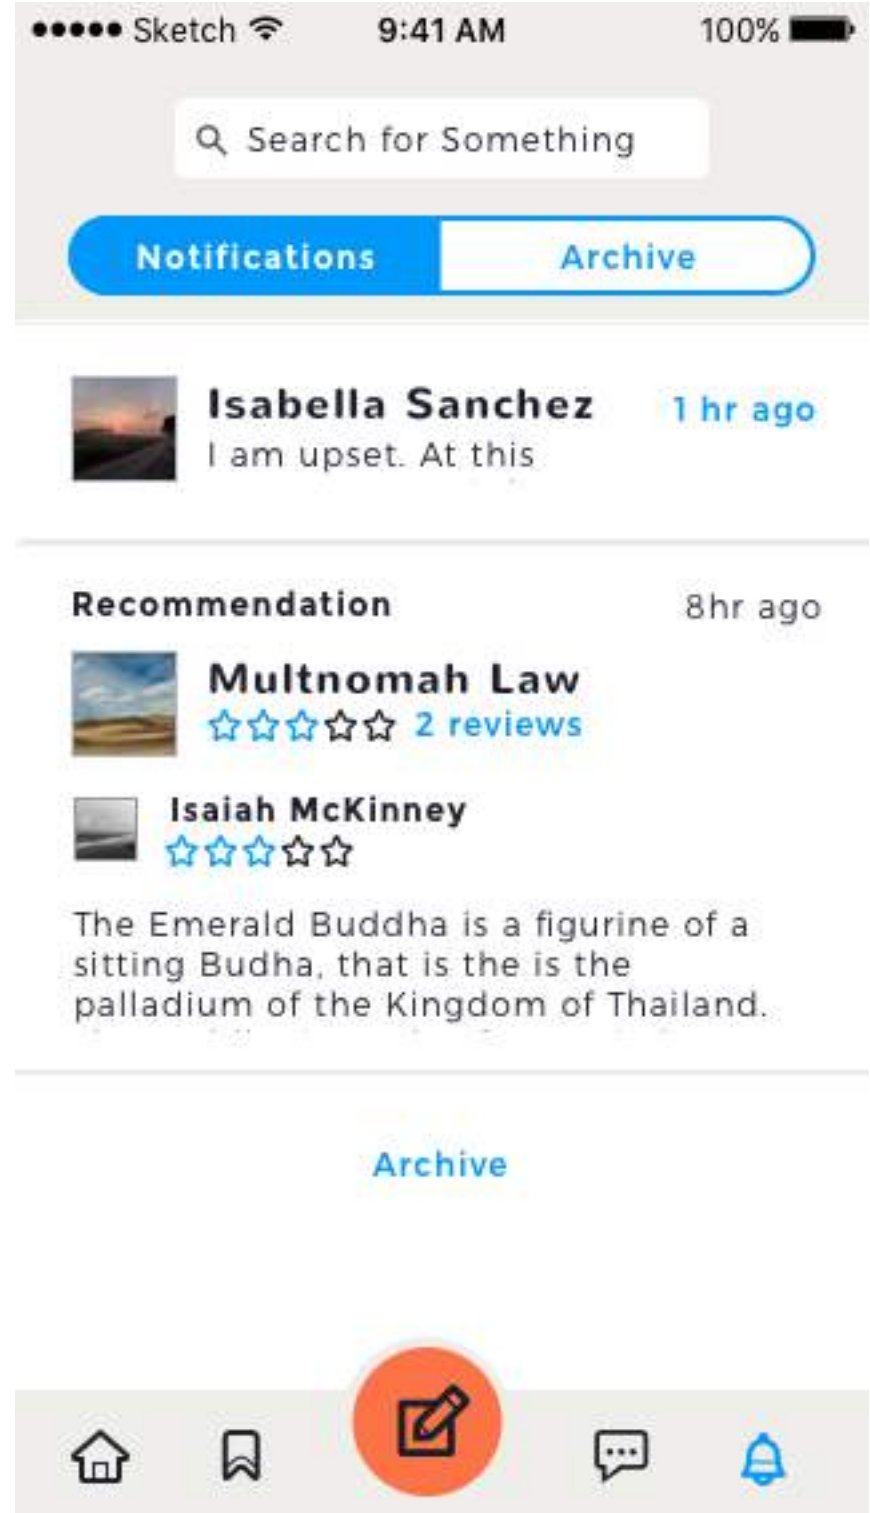 Sketch 9:41 AM 100%
Search for Something
Notifications Archive
Isabella Sanchez 1 hr ago
I am upset. At this
Recommendation 8hr ago
Multnomah Law
2 reviews
Isaiah McKinney
The Emerald Buddha is a figurine of a
sitting Budha, that is the is the
palladium of the Kingdom of Thailand.
Archive